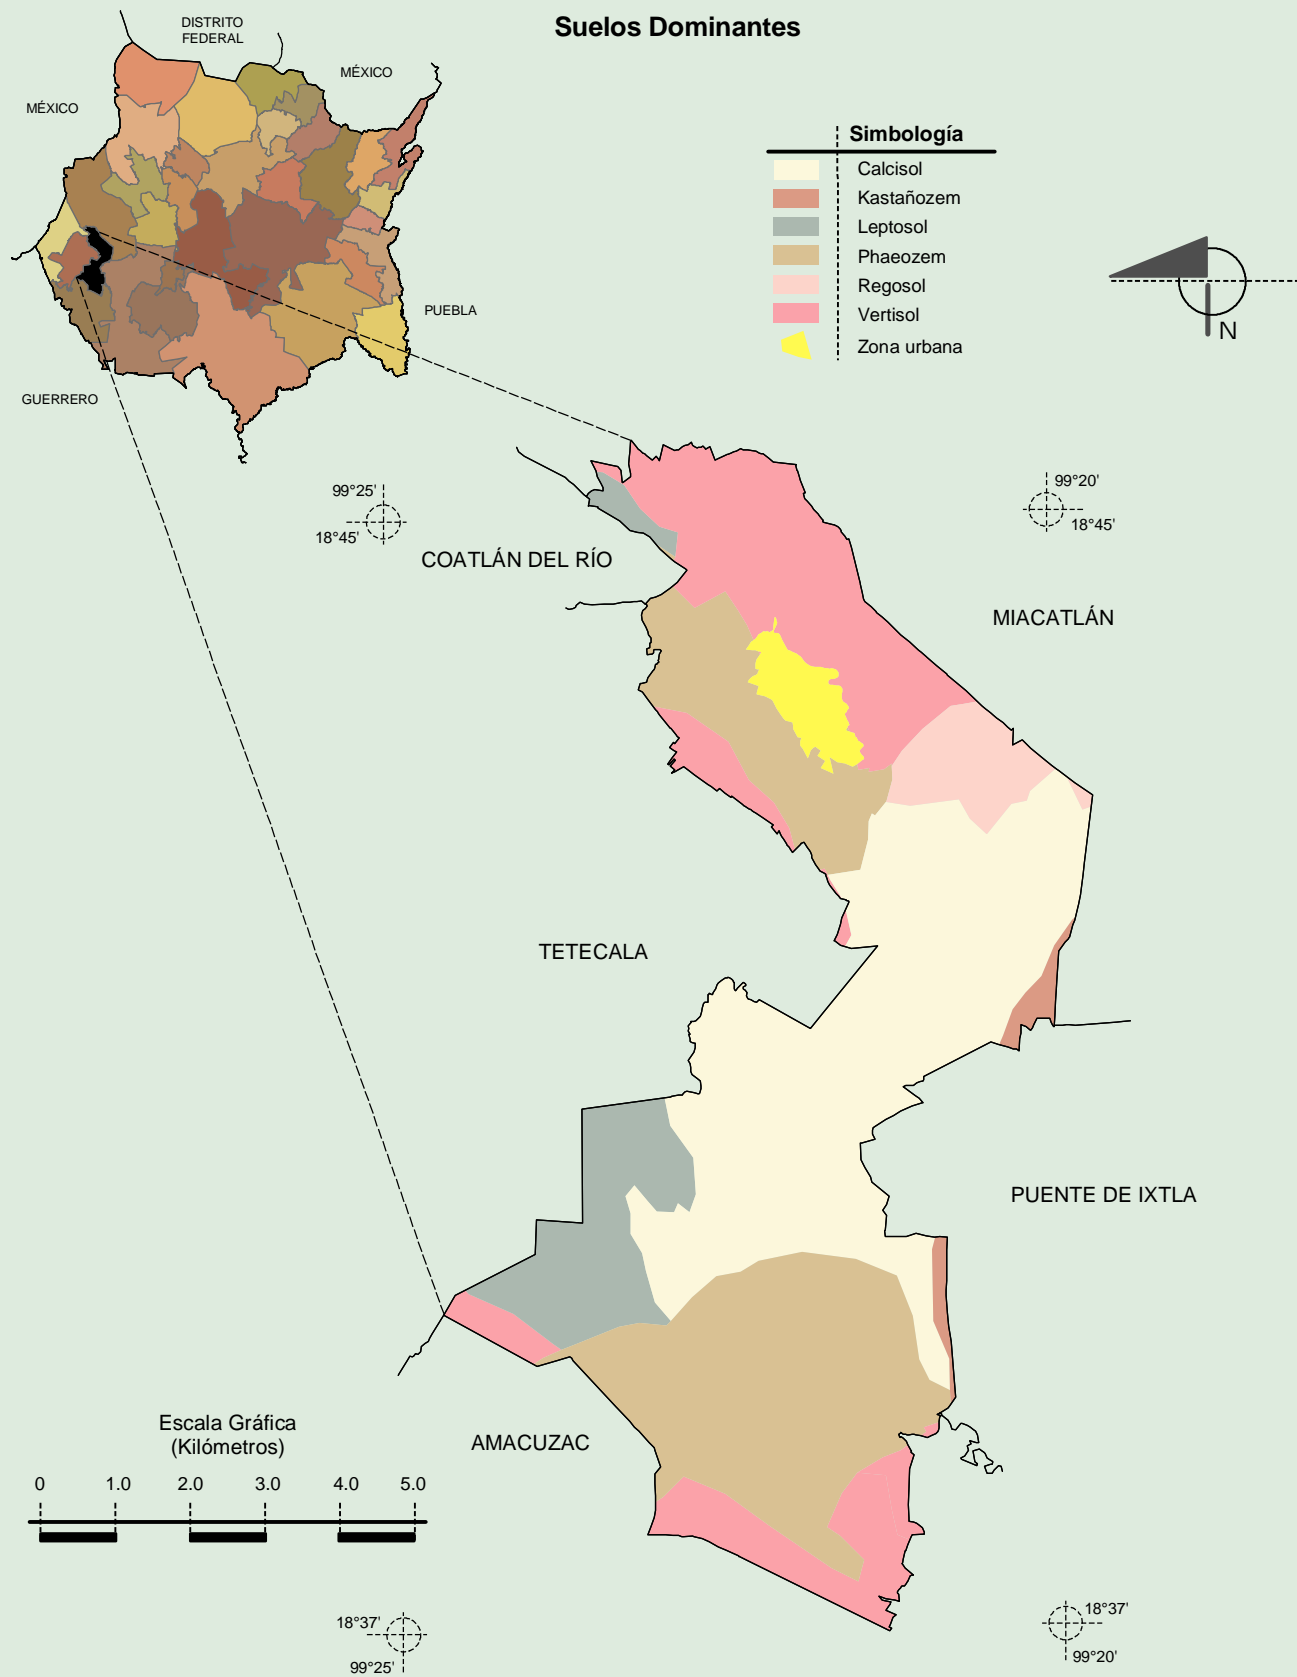 Suelos Dominantes
DISTRITO
FEDERAL
MÉXICO
MÉXICO
PUEBLA
GUERRERO
Simbología
Calcisol
Kastañozem
Leptosol
Phaeozem
Regosol
Vertisol
Zona urbana
N
99°25'
18°45'
99°20'
18°45'
COATLÁN DEL RÍO
MIACATLÁN
TETECALA
PUENTE DE IXTLA
AMACUZAC
Escala Gráfica
(Kilómetros)
0 1.0 2.0 3.0 4.0 5.0
18°37'
99°25'
18°37'
99°20'